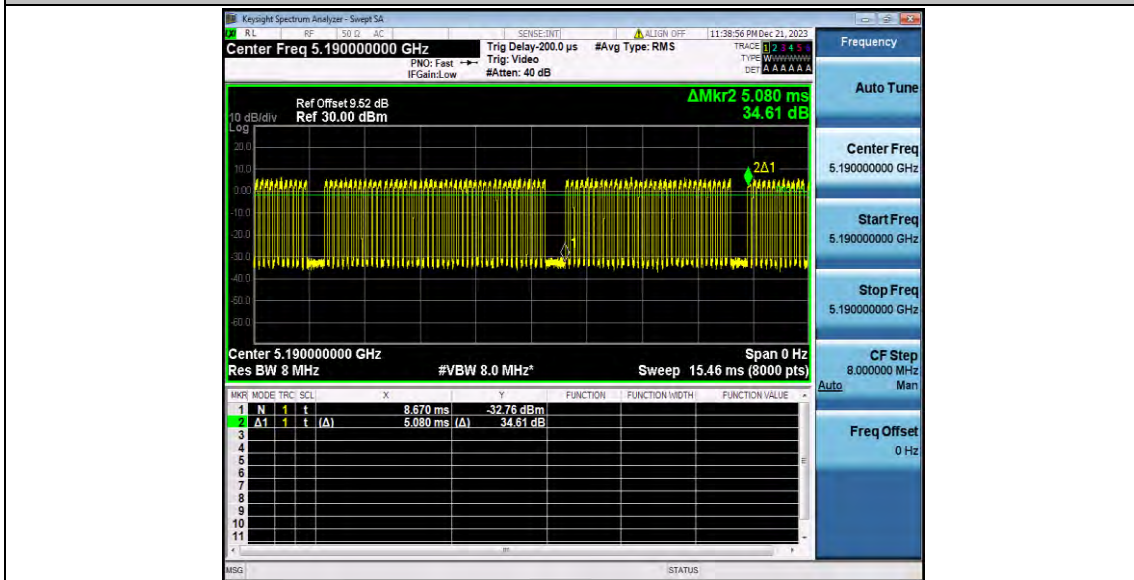 Keysight Spectrum Analyzer - Swept SA
RL RF 50 Ω AC SENSE:INT ALIGN OFF 11:38:56 PM Dec 21, 2023
Center Freq 5.190000000 GHz
PNO: Fast
IFGain:Low
Trig Delay-200.0 µs
Trig: Video
#Atten: 40 dB
#Avg Type: RMS
TRACE 1 2 3 4 5 6
TYPE WWWWWW
DET A A A A A A
ΔMkr2 5.080 ms
34.61 dB
Ref Offset 9.52 dB
Ref 30.00 dBm
10 dB/div
Log
20.0
10.0
0.00
-10.0
-20.0
-30.0
-40.0
-50.0
-60.0
2Δ1
1
Center 5.190000000 GHz
Span 0 Hz
Res BW 8 MHz
#VBW 8.0 MHz*
Sweep 15.46 ms (8000 pts)
MKR MODE TRC SCL X Y FUNCTION FUNCTION WIDTH FUNCTION VALUE
1 N 1 t 8.670 ms -32.76 dBm
2 Δ1 1 t (Δ) 5.080 ms (Δ) 34.61 dB
3
4
5
6
7
8
9
10
11
MSG
STATUS
Frequency
Auto Tune
Center Freq
5.190000000 GHz
Start Freq
5.190000000 GHz
Stop Freq
5.190000000 GHz
CF Step
8.000000 MHz
Auto Man
Freq Offset
0 Hz